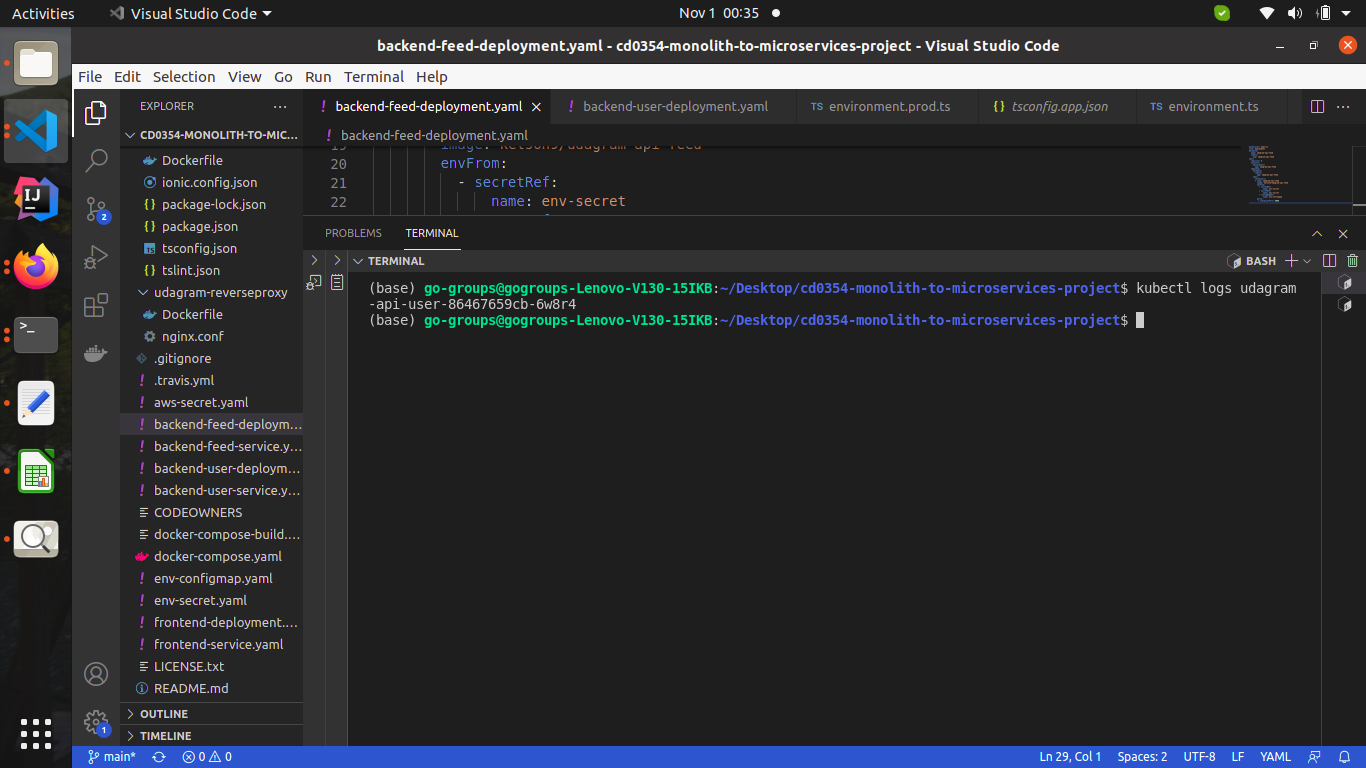 Activities
Visual Studio Code
Nov 1 00:35
backend-feed-deployment.yaml - cd0354-monolith-to-microservices-project - Visual Studio Code
File Edit Selection View Go Run Terminal Help
EXPLORER
backend-feed-deployment.yaml
backend-user-deployment.yaml
TS environment.prod.ts
{} tsconfig.app.json
TS environment.ts
CD0354-MONOLITH-TO-MIC...
! backend-feed-deployment.yaml
Dockerfile
ionic.config.json
{} package-lock.json
{} package.json
tsconfig.json
{} tslint.json
udagram-reverseproxy
Dockerfile
nginx.conf
.gitignore
! .travis.yml
! aws-secret.yaml
! backend-feed-deploym...
! backend-feed-service.y...
! backend-user-deploym...
! backend-user-service.y...
CODEOWNERS
docker-compose-build....
docker-compose.yaml
! env-configmap.yaml
! env-secret.yaml
! frontend-deployment....
! frontend-service.yaml
LICENSE.txt
README.md
OUTLINE
TIMELINE
20 envFrom:
21 - secretRef:
22 name: env-secret
PROBLEMS TERMINAL
TERMINAL
BASH
(base) go-groups@gogroups-Lenovo-V130-15IKB:~/Desktop/cd0354-monolith-to-microservices-project$ kubectl logs udagram
-api-user-86467659cb-6w8r4
(base) go-groups@gogroups-Lenovo-V130-15IKB:~/Desktop/cd0354-monolith-to-microservices-project$
2
1
main*
0 0
Ln 29, Col 1
Spaces: 2
UTF-8
LF
YAML